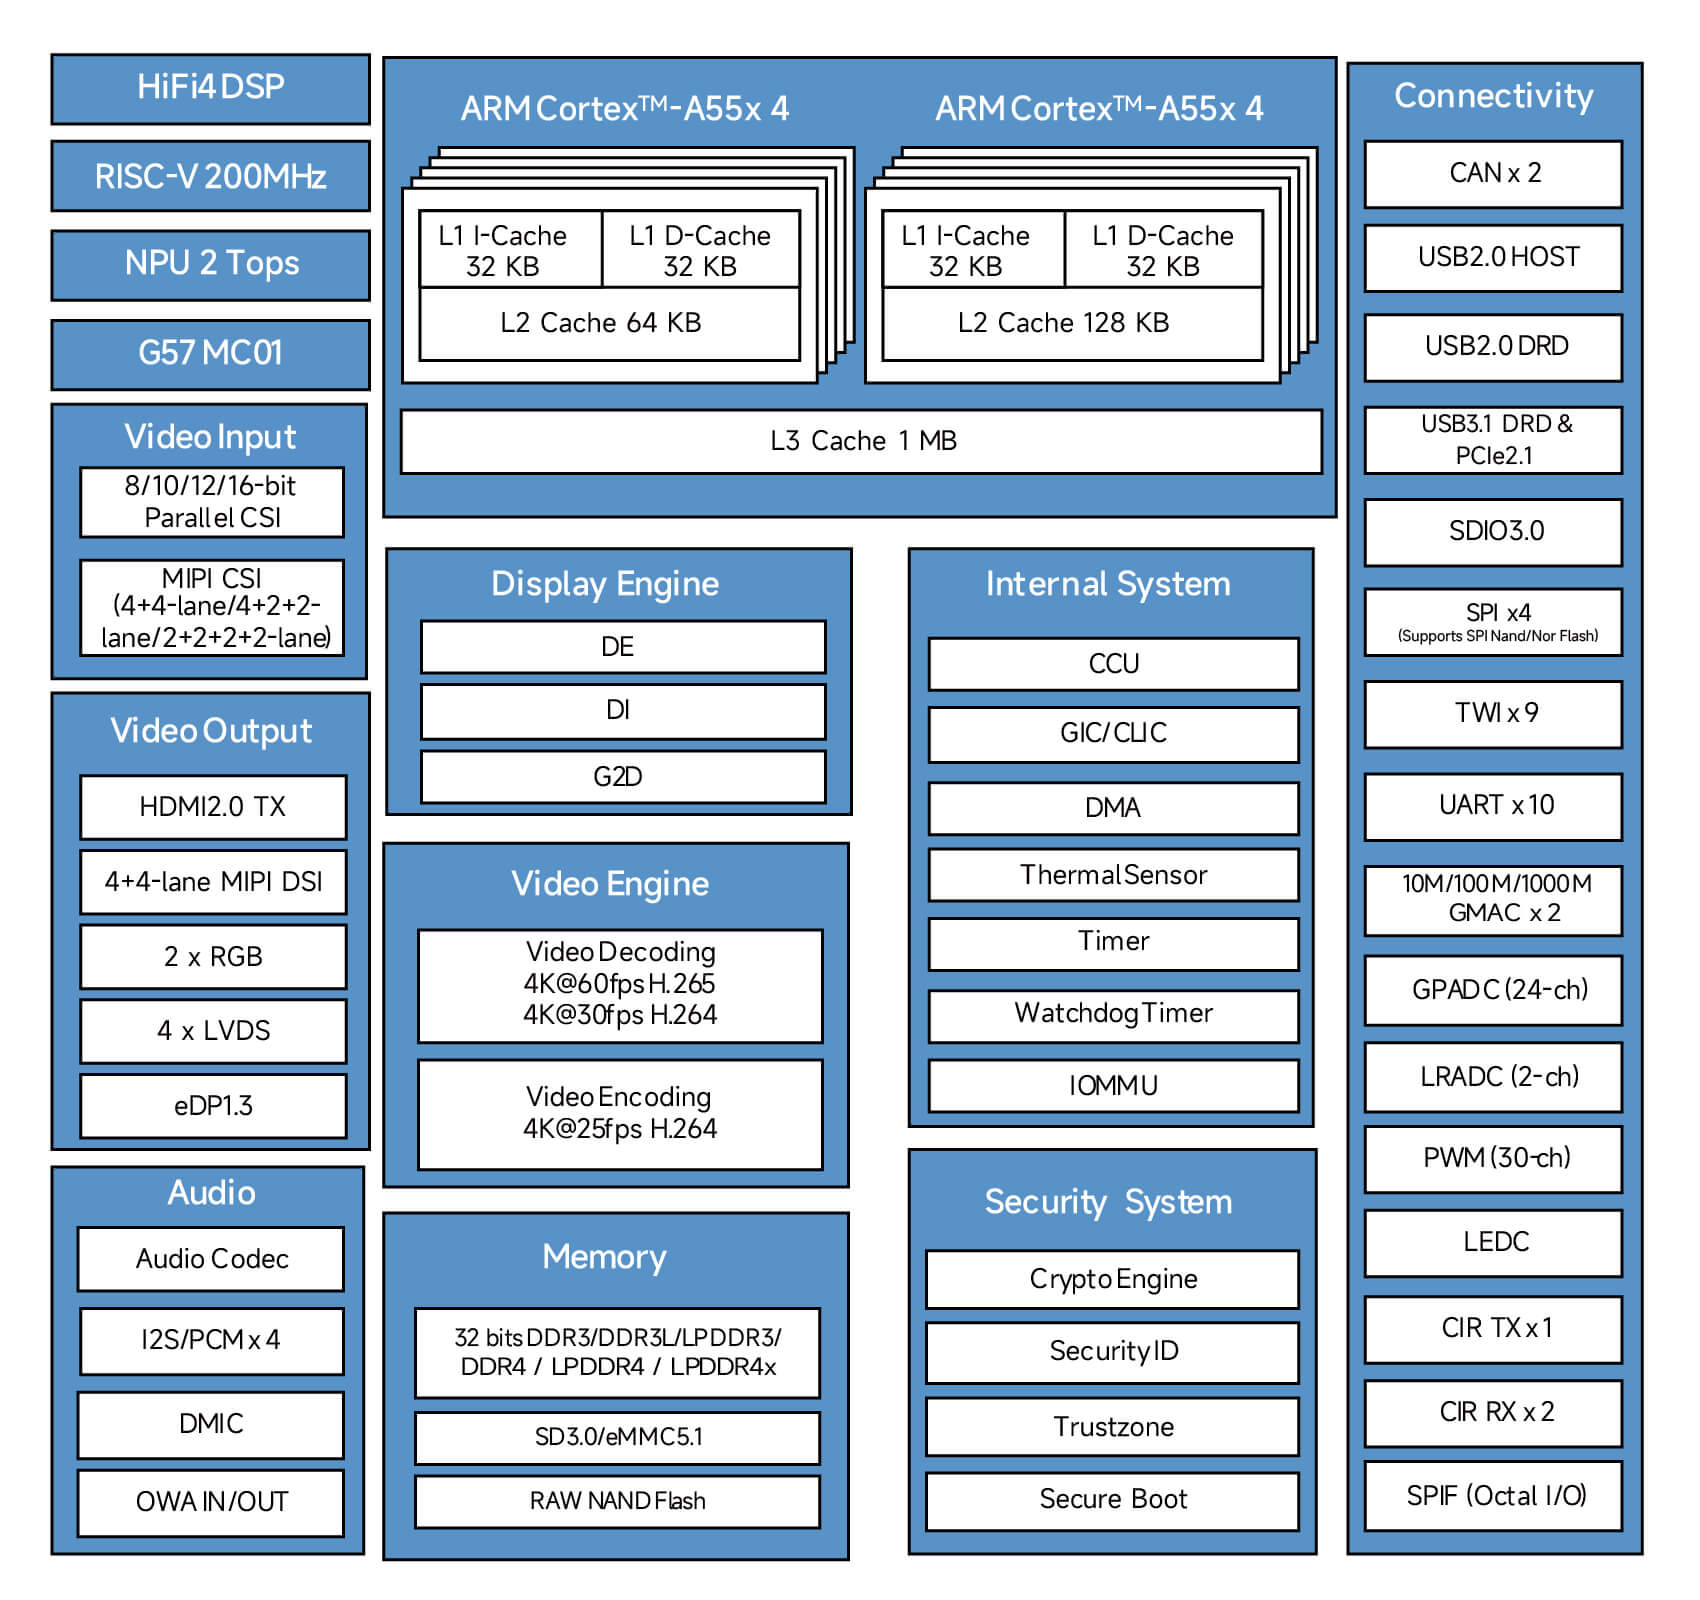 HiFi4 DSP
RISC-V 200MHz
NPU 2 Tops
G57 MC01
Video Input
8/10/12/16-bit
Parallel CSI
MIPI CSI
(4+4-lane/4+2+2-
lane/2+2+2+2-lane)
Video Output
HDMI2.0 TX
4+4-lane MIPI DSI
2 x RGB
4 x LVDS
eDP1.3
Audio
Audio Codec
I2S/PCM x 4
DMIC
OWA IN/OUT
ARM Cortex™-A55x 4
L1 I-Cache
32 KB
L1 D-Cache
32 KB
L2 Cache 64 KB
ARM Cortex™-A55x 4
L1 I-Cache
32 KB
L1 D-Cache
32 KB
L2 Cache 128 KB
L3 Cache 1 MB
Display Engine
DE
DI
G2D
Video Engine
Video Decoding
4K@60fps H.265
4K@30fps H.264
Video Encoding
4K@25fps H.264
Memory
32 bits DDR3/DDR3L/LPDDR3/
DDR4 / LPDDR4 / LPDDR4x
SD3.0/eMMC5.1
RAW NAND Flash
Internal System
CCU
GIC/CLIC
DMA
Thermal Sensor
Timer
Watchdog Timer
IOMMU
Security System
Crypto Engine
Security ID
Trustzone
Secure Boot
Connectivity
CAN x 2
USB2.0 HOST
USB2.0 DRD
USB3.1 DRD &
PCIe2.1
SDIO3.0
SPI x4
(Supports SPI Nand/Nor Flash)
TWI x 9
UART x 10
10M/100M/1000M
GMAC x 2
GPADC (24-ch)
LRADC (2-ch)
PWM (30-ch)
LEDC
CIR TX x 1
CIR RX x 2
SPIF (Octal I/O)